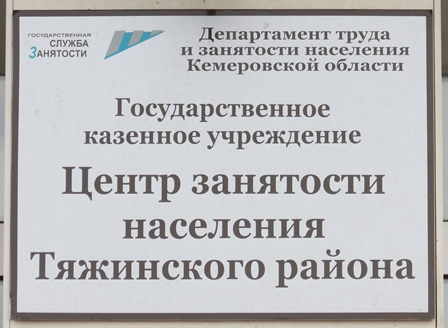 ГОСУДАРСТВЕННАЯ
СЛУЖБА
ЗАНЯТОСТИ
Департамент труда
и занятости населения
Кемеровской области
Государственное
казенное учреждение
Центр занятости
населения
Тяжинского района